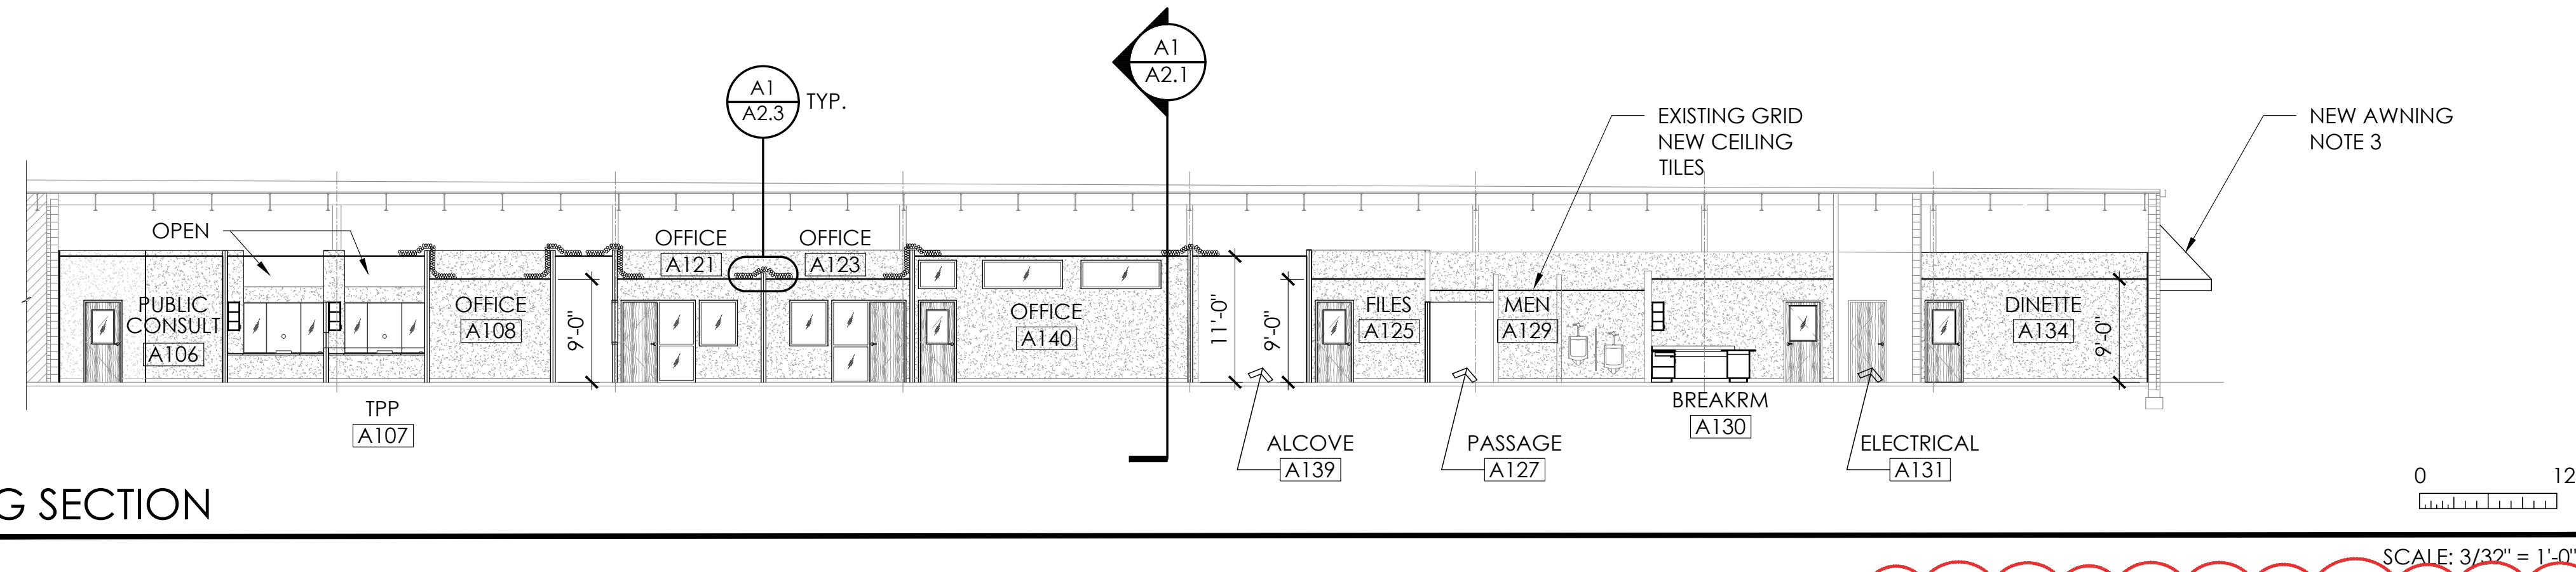 A1
A2.1
A1
A2.3
TYP.
EXISTING GRID
NEW CEILING
TILES
NEW AWNING
NOTE 3
OPEN
OFFICE
A121
OFFICE
A123
PUBLIC
CONSULT
A106
OFFICE
A108
9'-0"
OFFICE
A140
11'-0"
9'-0"
FILES
A125
MEN
A129
DINETTE
A134
9'-0"
TPP
A107
BREAKRM
A130
ALCOVE
A139
PASSAGE
A127
ELECTRICAL
A131
G SECTION
0 12
SCALE: 3/32" = 1'-0"